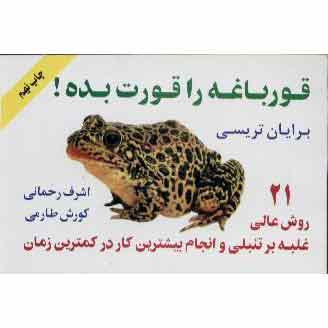 چاپ نهم
قورباغه را قورت بده!
برایان تریسی
اشرف رحمانی
کورش طارمی
۲۱
روش عالی
غلبه بر تنبلی و انجام بیشترین کار در کمترین زمان